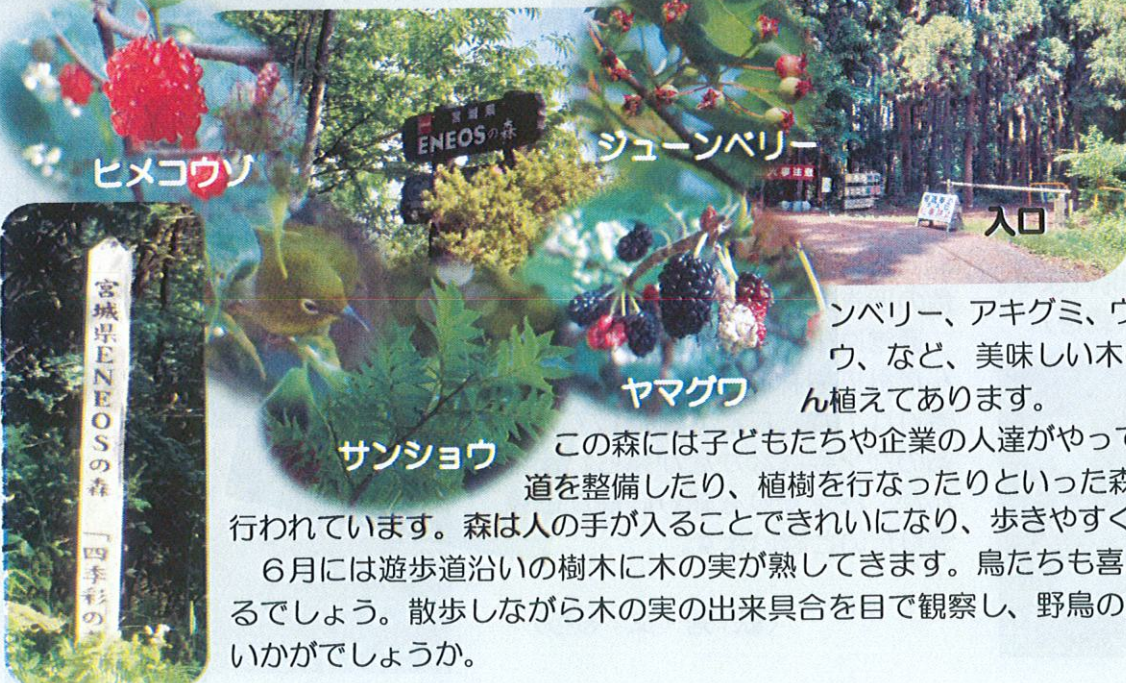 ヒメコウゾ
宮城県
ENEOSの森
ジューンベリー
入口
宮城県ENEOSの森 「四季彩の
サンショウ
ヤマグワ
ンベリー、アキグミ、ウ
ウ、など、美味しい木
ん植えてあります。
この森には子どもたちや企業の人達がやって
道を整備したり、植樹を行なったりといった森
行われています。森は人の手が入ることできれいになり、歩きやすく
6月には遊歩道沿いの樹木に木の実が熟してきます。鳥たちも喜
るでしょう。散歩しながら木の実の出来具合を目で観察し、野鳥の
いかがでしょうか。